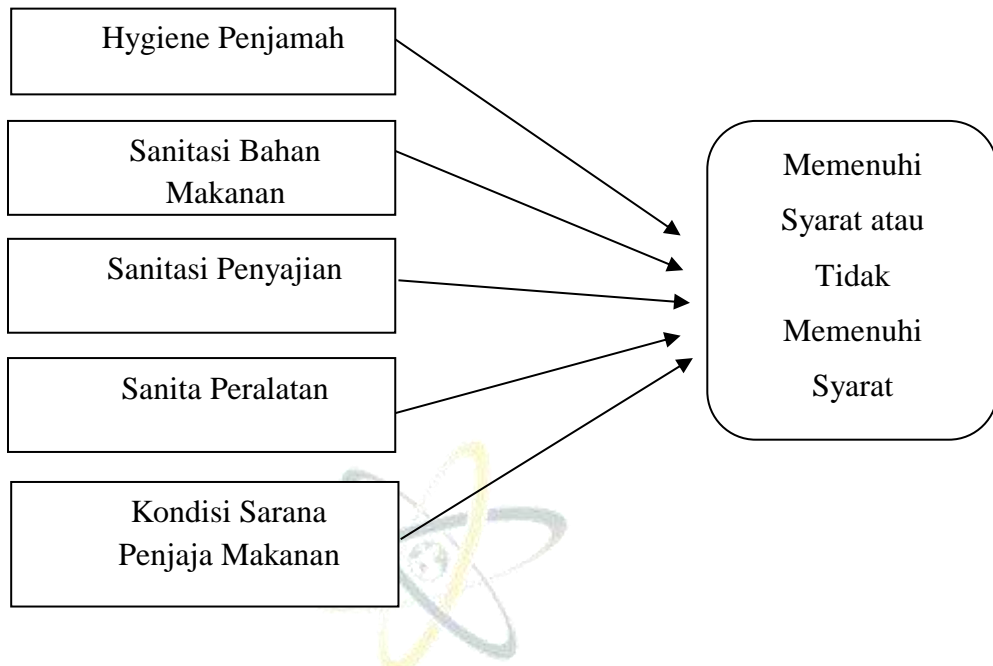 Hygiene Penjamah
Sanitasi Bahan
Makanan
Sanitasi Penyajian
Sanita Peralatan
Kondisi Sarana
Penjaja Makanan
Memenuhi
Syarat atau
Tidak
Memenuhi
Syarat